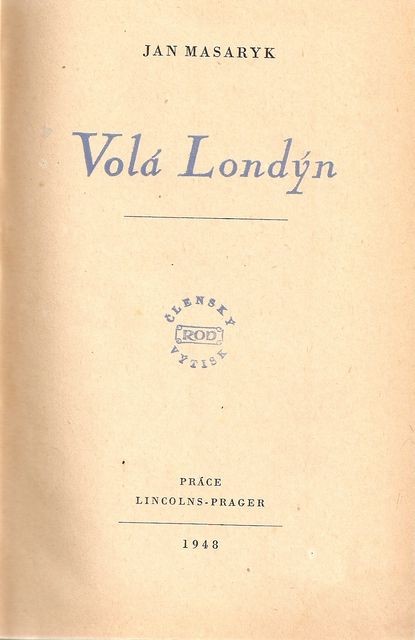 JAN MASARYK
Volá Londýn
ČLENSKÝ
ROD
VÝTISK
PRÁCE
LINCOLNS-PRAGER
1948